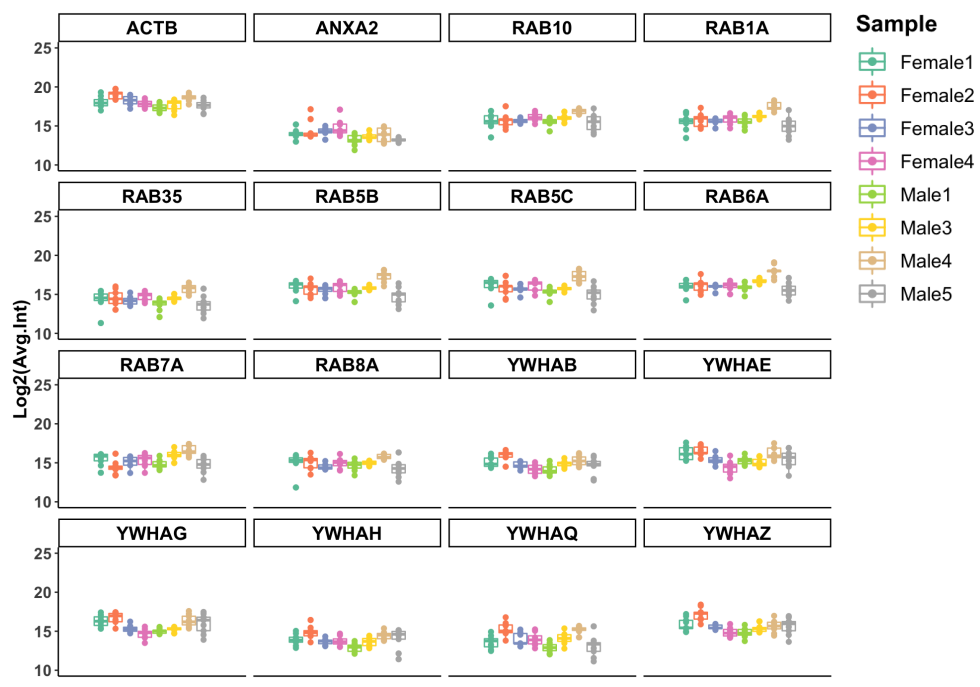 ACTB ANXA2 RAB10 RAB1A
25
20
15
10
RAB35 RAB5B RAB5C RAB6A
25
20
15
10
RAB7A RAB8A YWHAB YWHAE
25
20
15
10
YWHAG YWHAH YWHAQ YWHAZ
25
20
15
10
Log2(Avg.Int)
Sample
Female1
Female2
Female3
Female4
Male1
Male3
Male4
Male5